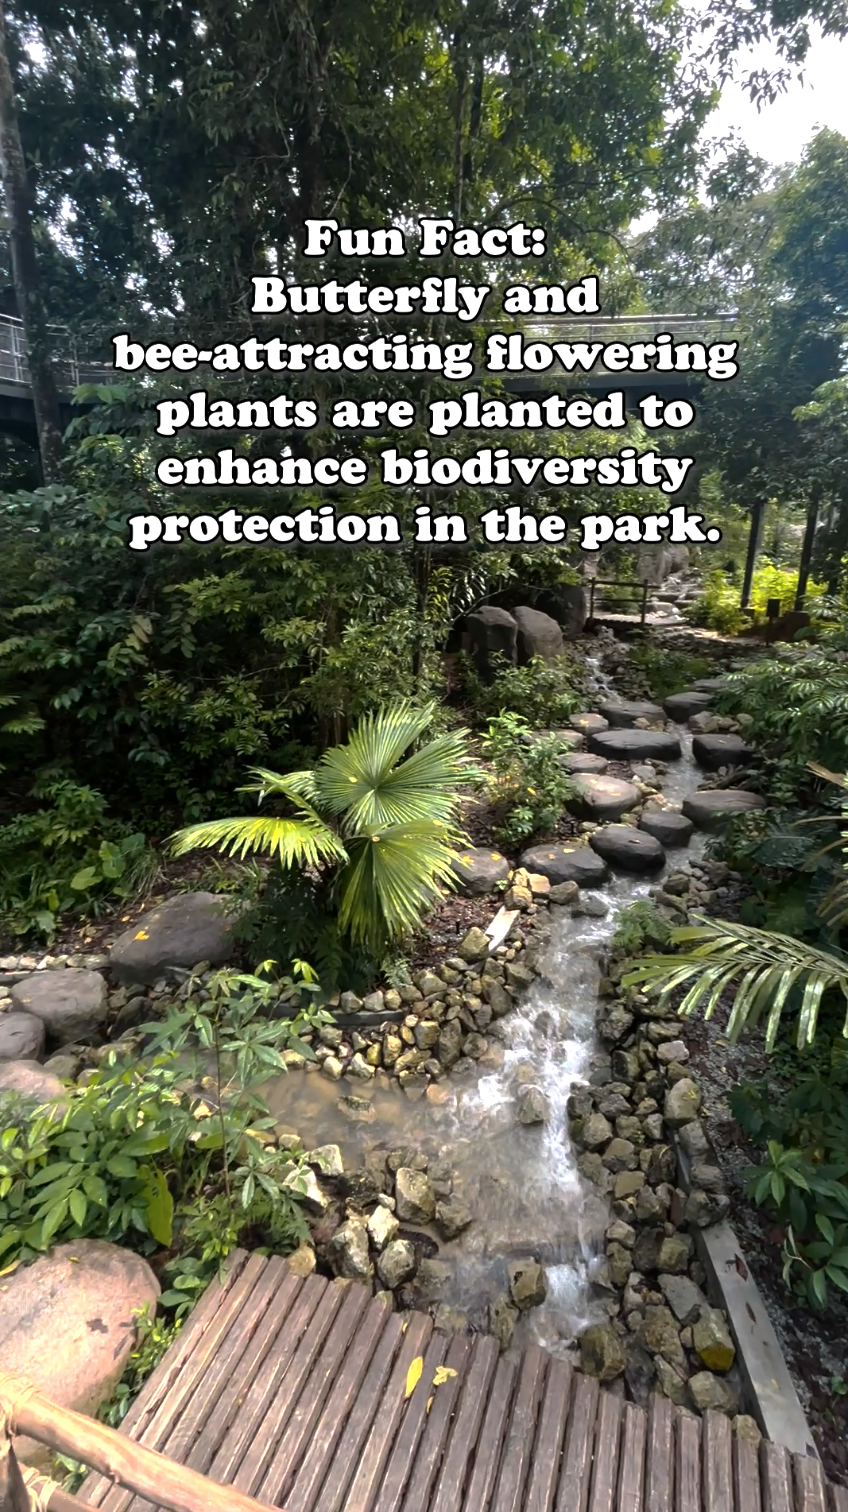 Fun Fact:
Butterfly and
bee-attracting flowering
plants are planted to
enhance biodiversity
protection in the park.